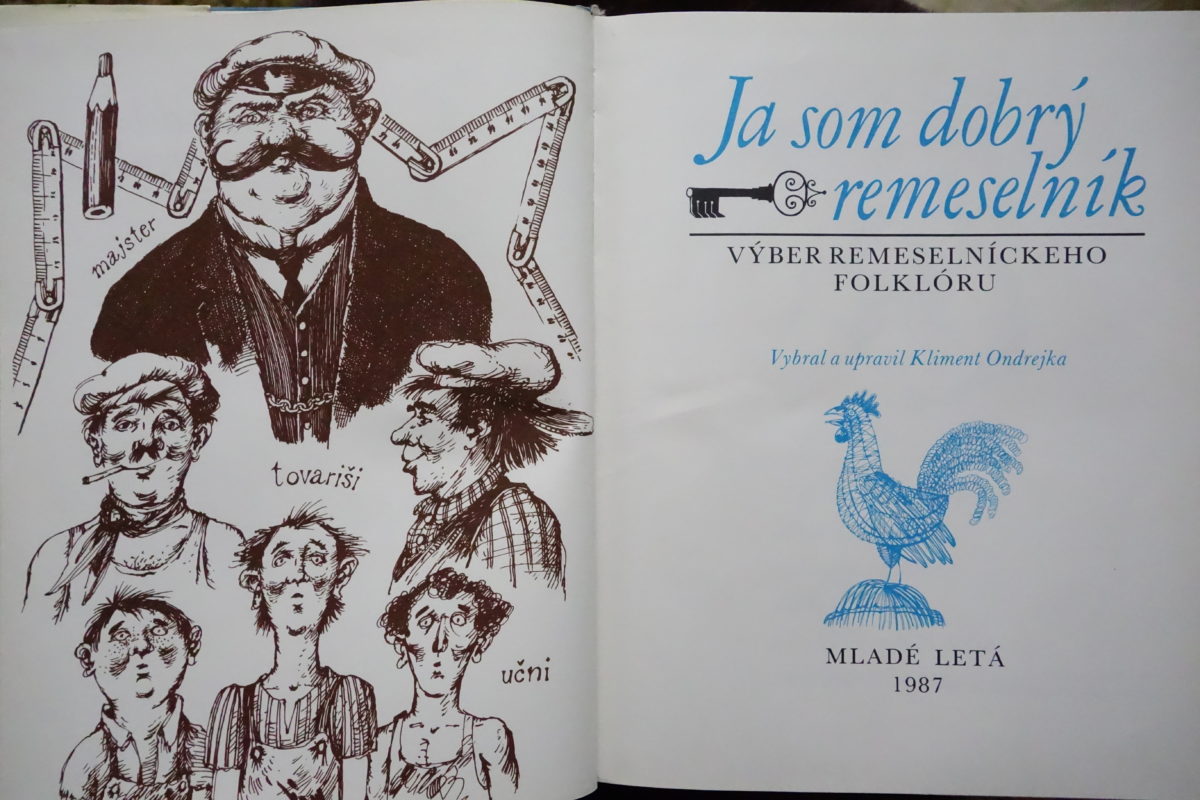 majster
tovariši
učni
Ja som dobrý
remeselník
VÝBER REMESELNÍCKEHO
FOLKLÓRU
Vybral a upravil Kliment Ondrejka
MLADÉ LETÁ
1987